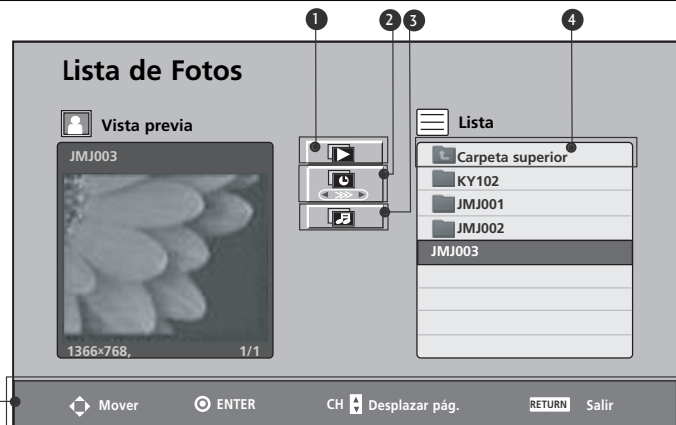 1 2 3 4
Lista de Fotos
Vista previa
JMJ003
1366×768, 1/1
Lista
Carpeta superior
KY102
JMJ001
JMJ002
JMJ003
Mover ENTER CH Desplazar pág. RETURN Salir